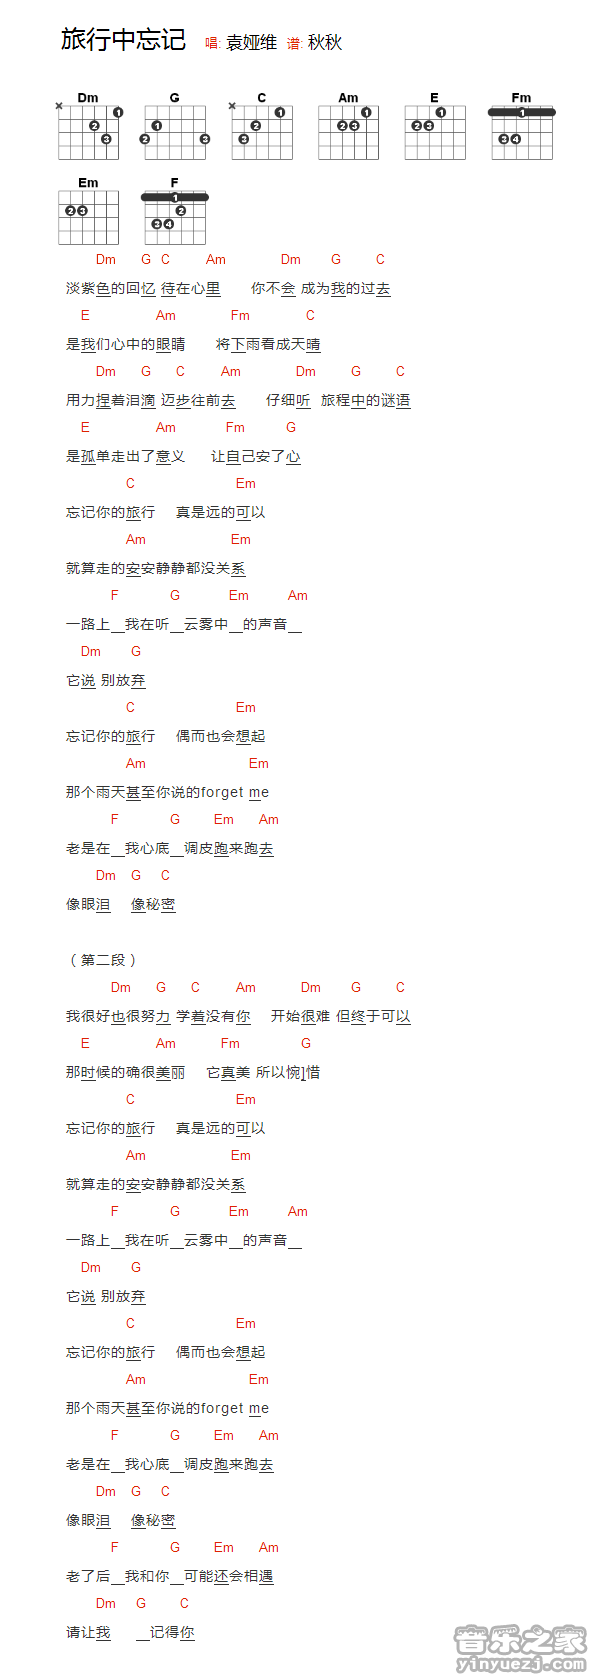 旅行中忘记 唱: 袁娅维 谱: 秋秋
Dm G C Am E Fm
Em F
Dm G C Am Dm G C
淡紫色的回忆 待在心里 你不会 成为我的过去
E Am Fm C
是我们心中的眼睛 将下雨看成天晴
Dm G C Am Dm G C
用力捏着泪滴 迈步往前去 仔细听 旅程中的谜语
E Am Fm G
是孤单走出了意义 让自己安了心
C Em
忘记你的旅行 真是远的可以
Am Em
就算走的安安静静都没关系
F G Em Am
一路上__我在听__云雾中__的声音__
Dm G
它说 别放弃
C Em
忘记你的旅行 偶而也会想起
Am Em
那个雨天甚至你说的forget me
F G Em Am
老是在__我心底__调皮跑来跑去
Dm G C
像眼泪 像秘密
（第二段）
Dm G C Am Dm G C
我很好也很努力 学着没有你 开始很难 但终于可以
E Am Fm G
那时候的确很美丽 它真美 所以惋]惜
C Em
忘记你的旅行 真是远的可以
Am Em
就算走的安安静静都没关系
F G Em Am
一路上__我在听__云雾中__的声音__
Dm G
它说 别放弃
C Em
忘记你的旅行 偶而也会想起
Am Em
那个雨天甚至你说的forget me
F G Em Am
老是在__我心底__调皮跑来跑去
Dm G C
像眼泪 像秘密
F G Em Am
老了后__我和你__可能还会相遇
Dm G C
请让我 __记得你
音乐之家
yinyuezj.com